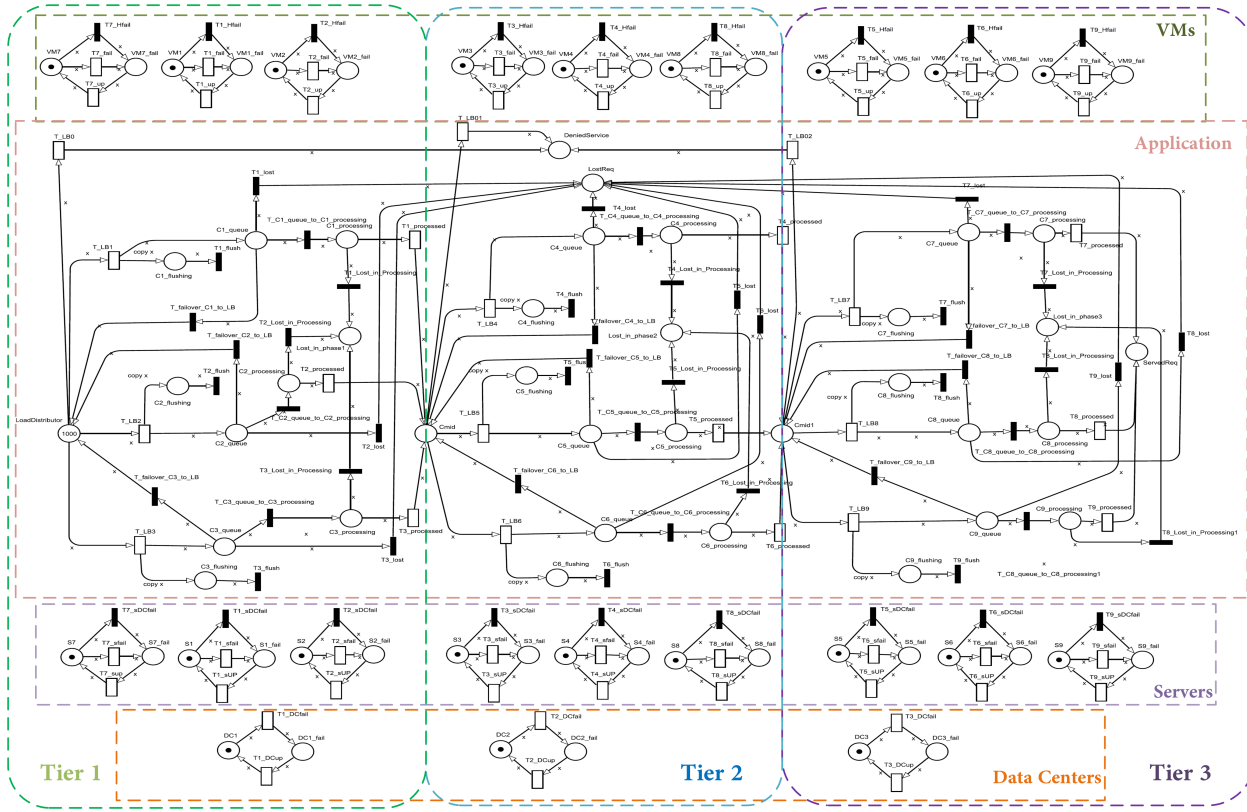 T7_Hfail
T1_Hfail
T2_Hfail
T3_Hfail
T4_Hfail
T8_Hfail
T5_Hfail
T6_Hfail
T9_Hfail
VMs
VM7
T7_fail
VM7_fail
VM1
T1_fail
VM1_fail
VM2
T2_fail
VM2_fail
VM3
T3_fail
VM3_fail
VM4
T4_fail
VM4_fail
VM8
T8_fail
VM8_fail
VM5
T5_fail
VM5_fail
VM6
T6_fail
VM6_fail
VM9
T9_fail
VM9_fail
T7_up
T1_up
T2_up
T3_up
T4_up
T8_up
T5_up
T6_up
T9_up
T_LB0
T_LB01
DeniedService
T_LB02
Application
LostReq
T1_lost
T4_lost
T7_lost
C1_queue
T_C1_queue_to_C1_processing
C1_processing
T1_processed
T_LB1
copy x
T1_flush
C1_flushing
T1_Lost_in_Processing
T_failover_C1_to_LB
T2_Lost_in_Processing
Lost_in_phase1
T_failover_C2_to_LB
C2_processing
T2_processed
copy x
T2_flush
C2_flushing
T_LB2
LoadDistributor
1000
C2_queue
T_C2_queue_to_C2_processing
T2_lost
T3_Lost_in_Processing
T_failover_C3_to_LB
T_C3_queue_to_C3_processing
C3_queue
C3_processing
T3_processed
T_LB3
T3_lost
C3_flushing
T3_flush
copy x
T_C4_queue_to_C4_processing
C4_queue
C4_processing
T4_processed
T4_Lost_in_Processing
copy x
T4_flush
T_LB4
C4_flushing
T5_lost
T6_lost
T_failover_C4_to_LB
Lost_in_phase2
T_failover_C5_to_LB
T5_flush
copy x
C5_flushing
T5_Lost_in_Processing
T_LB5
T_C5_queue_to_C5_processing
T5_processed
Cmid
C5_queue
C5_processing
T_failover_C6_to_LB
T6_Lost_in_Processing
T_LB6
C6_queue
T_C6_queue_to_C6_processing
C6_processing
T6_processed
C6_flushing
T6_flush
copy x
T_C7_queue_to_C7_processing
C7_queue
C7_processing
T7_processed
T7_Lost_in_Processing
T_LB7
copy x
T7_flush
C7_flushing
Lost_in_phase3
T_failover_C7_to_LB
T8_lost
ServedReq
T_failover_C8_to_LB
T8_Lost_in_Processing
T9_lost
copy x
C8_flushing
T8_flush
Cmid1
T_LB8
C8_queue
C8_processing
T8_processed
T_C8_queue_to_C8_processing
T_failover_C9_to_LB
T_LB9
C9_queue
C9_processing
T9_processed
T8_Lost_in_Processing1
C9_flushing
T9_flush
copy x
T_C8_queue_to_C8_processing1
T7_sDCfail
T1_sDCfail
T2_sDCfail
T3_sDCfail
T4_sDCfail
T8_sDCfail
T5_sDCfail
T6_sDCfail
T9_sDCfail
S7
T7_sfail
S7_fail
S1
T1_sfail
S1_fail
S2
T2_sfail
S2_fail
S3
T3_sfail
S3_fail
S4
T4_sfail
S4_fail
S8
T8_sfail
S8_fail
S5
T5_sfail
S5_fail
S6
T6_sfail
S6_fail
S9
T9_sfail
S9_fail
T7_sup
T1_sUP
T2_sUP
T3_sUP
T4_sUP
T8_sUP
T5_sUP
T6_sUP
T9_sUP
Servers
T1_DCfail
T2_DCfail
T3_DCfail
DC1
DC1_fail
DC2
DC2_fail
DC3
DC3_fail
T1_DCup
T2_DCup
T3_DCup
Tier 1
Tier 2
Data Centers
Tier 3